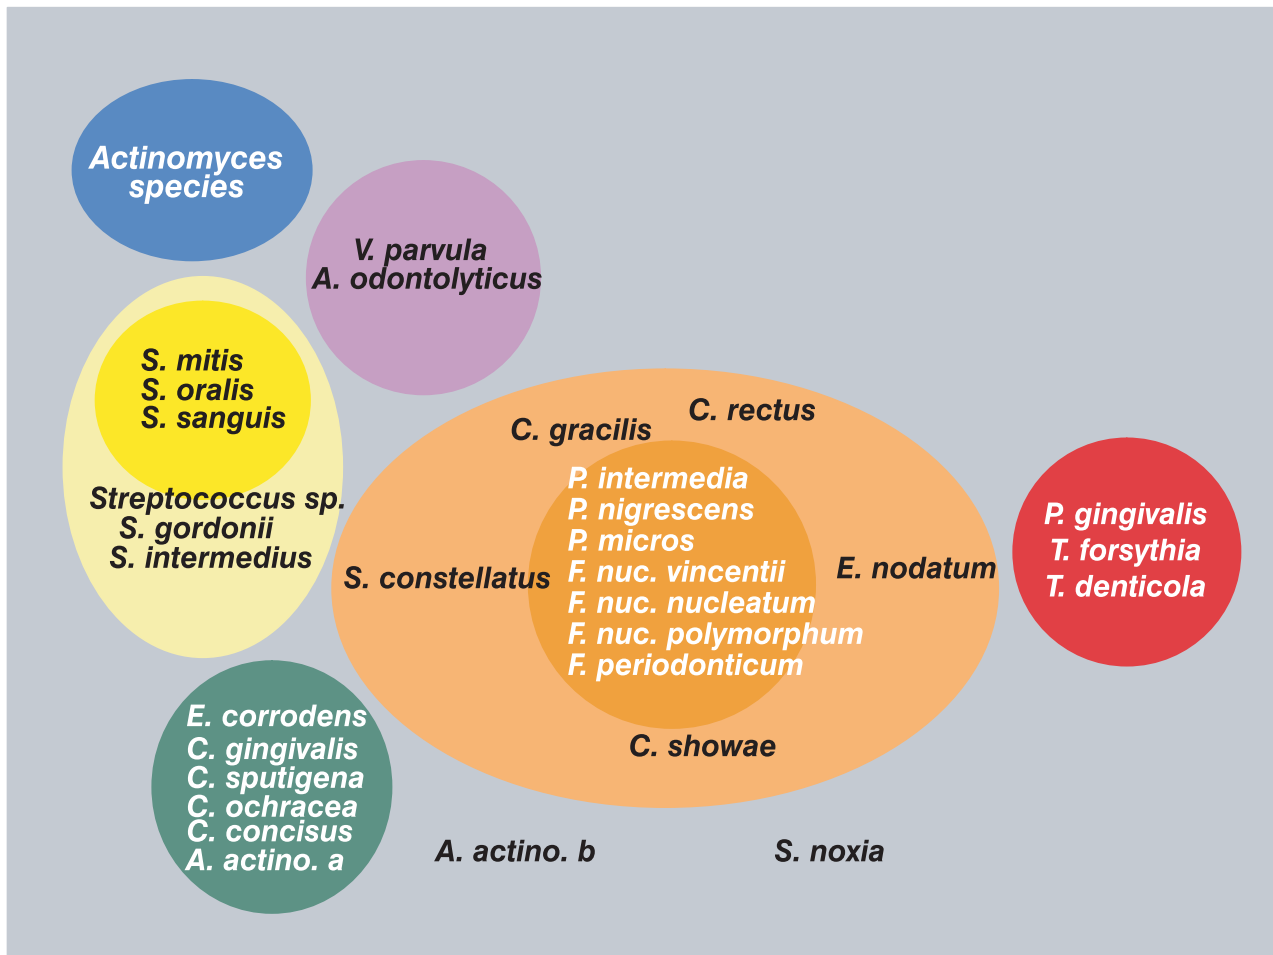 Actinomyces
species
V. parvula
A. odontolyticus
S. mitis
S. oralis
S. sanguis
Streptococcus sp.
S. gordonii
S. intermedius
C. gracilis
C. rectus
P. intermedia
P. nigrescens
P. micros
F. nuc. vincentii
F. nuc. nucleatum
F. nuc. polymorphum
F. periodonticum
S. constellatus
E. nodatum
C. showae
P. gingivalis
T. forsythia
T. denticola
E. corrodens
C. gingivalis
C. sputigena
C. ochracea
C. concisus
A. actino. a
A. actino. b
S. noxia